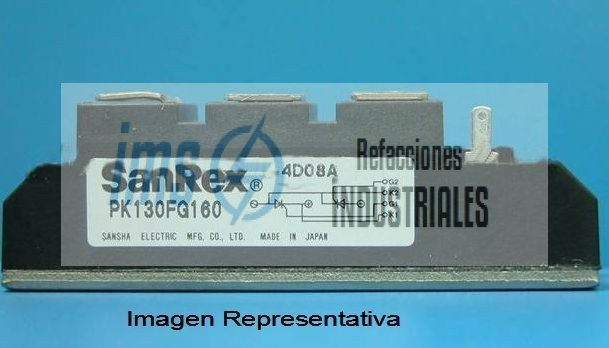 ims
Refacciones
INDUSTRIALES
SanRex® 4D08A
PK130FG160
G2
K2
G1
K1
SANSHA ELECTRIC MFG. CO., LTD. MADE IN JAPAN
Imagen Representativa